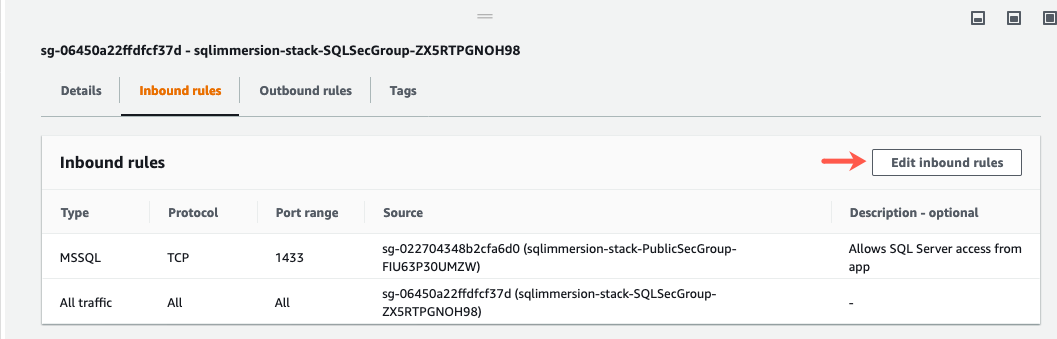 sg-06450a22ffdfcf37d - sqlimmersion-stack-SQLSecGroup-ZX5RTPGNOH98
Details Inbound rules Outbound rules Tags
Inbound rules Edit inbound rules
Type Protocol Port range Source Description - optional
MSSQL TCP 1433 sg-022704348b2cfa6d0 (sqlimmersion-stack-PublicSecGroup- Allows SQL Server access from
FIU63P30UMZW) app
All traffic All All sg-06450a22ffdfcf37d (sqlimmersion-stack-SQLSecGroup- -
ZX5RTPGNOH98)